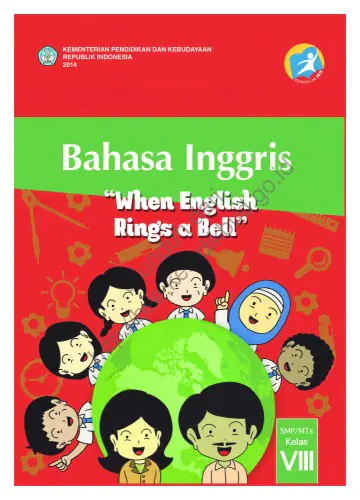 KEMENTERIAN PENDIDIKAN DAN KEBUDAYAAN
REPUBLIK INDONESIA
2014
Bahasa Inggris
“When English
Rings a Bell”
SMP/MTs
Kelas
VIII